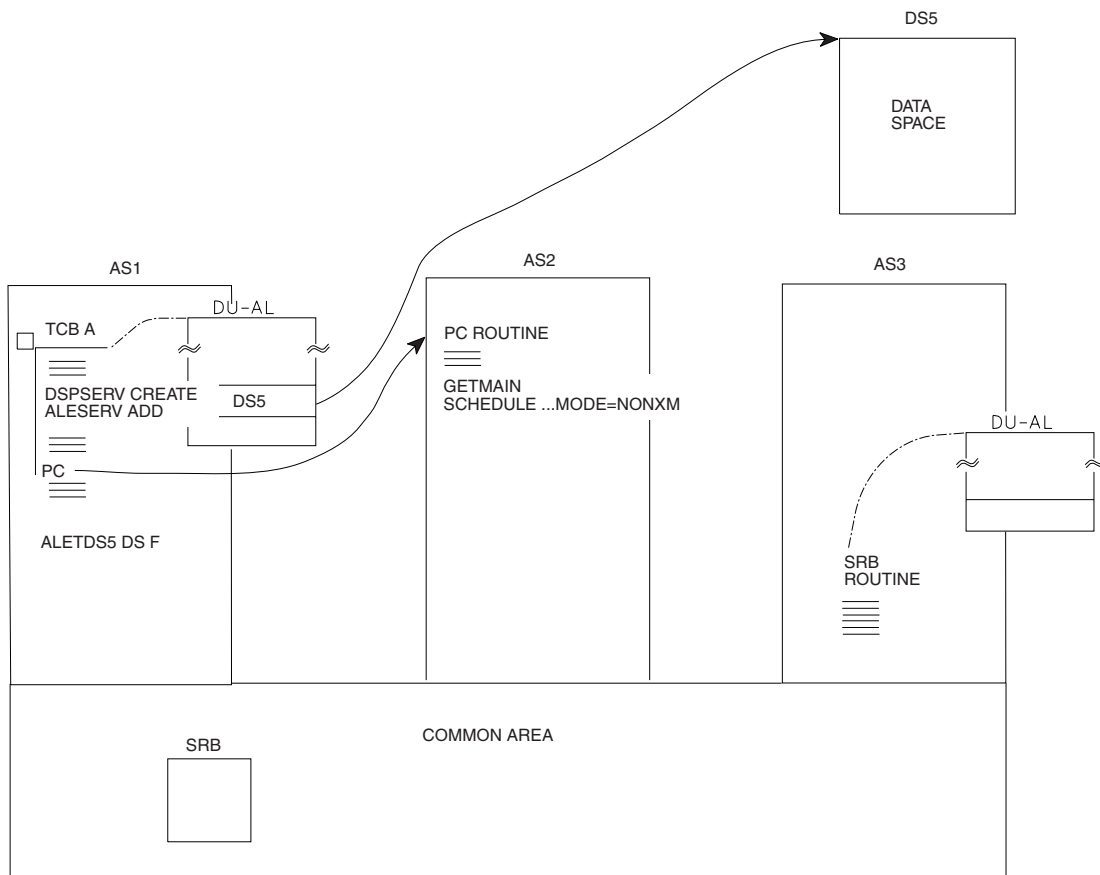 DS5
DATA
SPACE
AS1
AS2
AS3
DU-AL
TCB A
DSPSERV CREATE
ALESERV ADD
DS5
PC
ALETDS5 DS F
PC ROUTINE
GETMAIN
SCHEDULE ...MODE=NONXM
DU-AL
SRB
ROUTINE
COMMON AREA
SRB